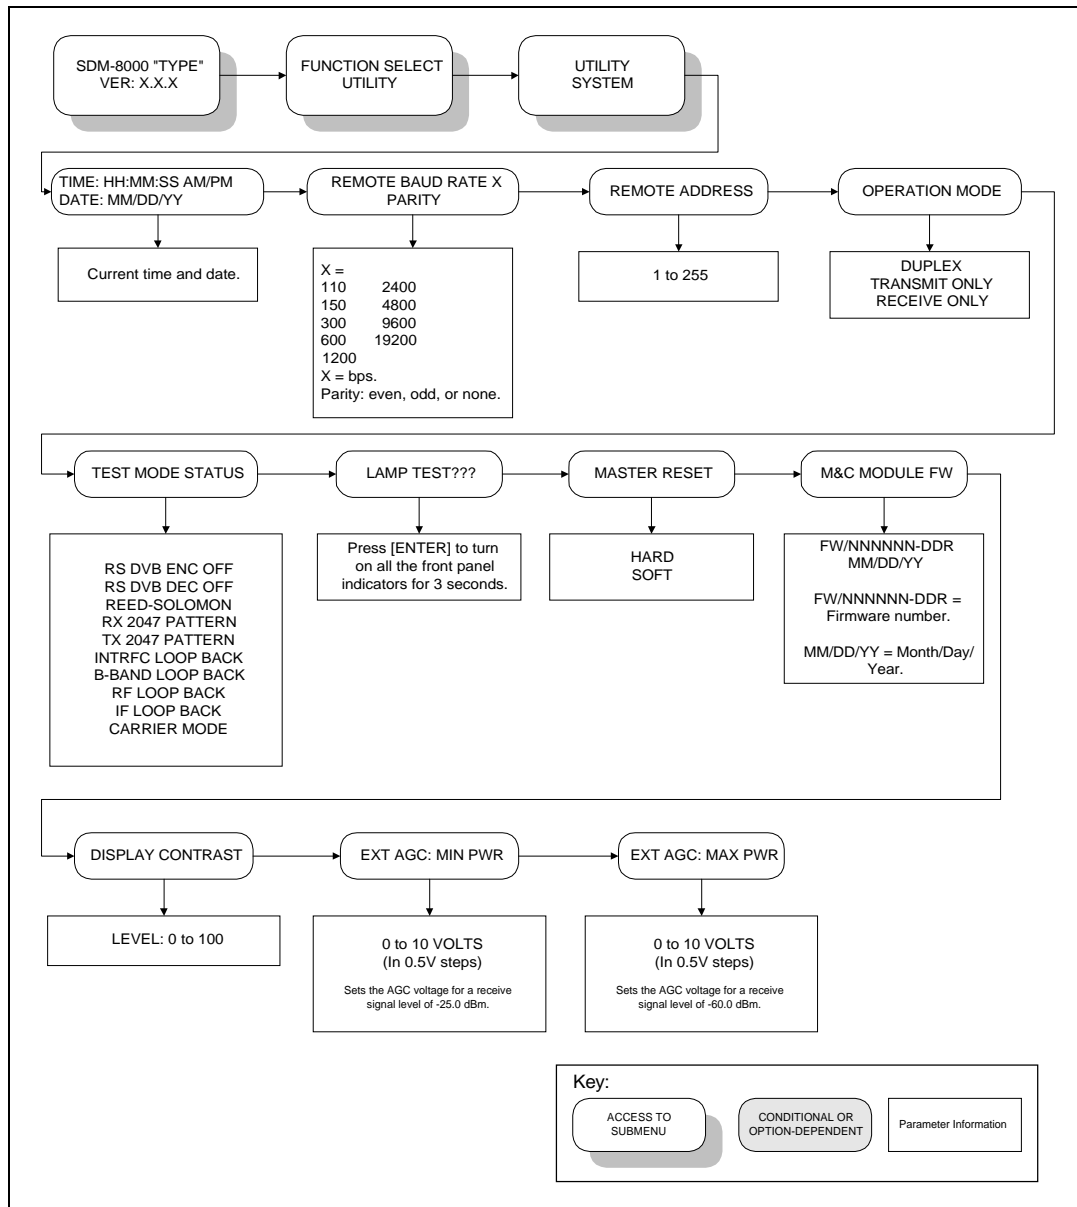 SDM-8000 "TYPE"
VER: X.X.X
FUNCTION SELECT
UTILITY
UTILITY
SYSTEM
TIME: HH:MM:SS AM/PM
DATE: MM/DD/YY
REMOTE BAUD RATE X
PARITY
REMOTE ADDRESS
OPERATION MODE
Current time and date.
X =
110 2400
150 4800
300 9600
600 19200
1200
X = bps.
Parity: even, odd, or none.
1 to 255
DUPLEX
TRANSMIT ONLY
RECEIVE ONLY
TEST MODE STATUS
LAMP TEST???
MASTER RESET
M&C MODULE FW
RS DVB ENC OFF
RS DVB DEC OFF
REED-SOLOMON
RX 2047 PATTERN
TX 2047 PATTERN
INTRFC LOOP BACK
B-BAND LOOP BACK
RF LOOP BACK
IF LOOP BACK
CARRIER MODE
Press [ENTER] to turn
on all the front panel
indicators for 3 seconds.
HARD
SOFT
FW/NNNNNN-DDR
MM/DD/YY
FW/NNNNNN-DDR =
Firmware number.
MM/DD/YY = Month/Day/
Year.
DISPLAY CONTRAST
EXT AGC: MIN PWR
EXT AGC: MAX PWR
LEVEL: 0 to 100
0 to 10 VOLTS
(In 0.5V steps)
Sets the AGC voltage for a receive
signal level of -25.0 dBm.
0 to 10 VOLTS
(In 0.5V steps)
Sets the AGC voltage for a receive
signal level of -60.0 dBm.
Key:
ACCESS TO
SUBMENU
CONDITIONAL OR
OPTION-DEPENDENT
Parameter Information